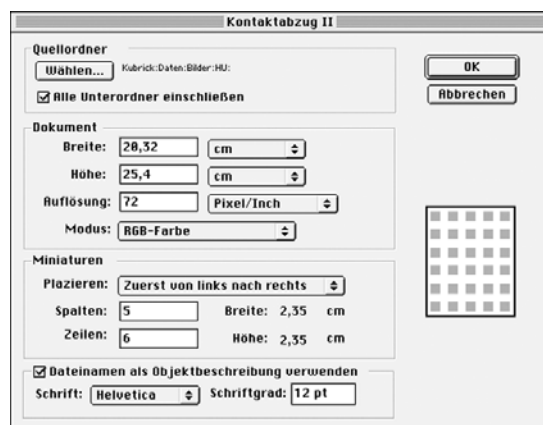 Kontaktabzug II
Quellordner
Wählen... Kubrick:Daten:Bilder:HU:
Alle Unterordner einschließen
OK
Abbrechen
Dokument
Breite: 20,32 cm
Höhe: 25,4 cm
Auflösung: 72 Pixel/Inch
Modus: RGB-Farbe
Miniaturen
Plazieren: Zuerst von links nach rechts
Spalten: 5 Breite: 2,35 cm
Zeilen: 6 Höhe: 2,35 cm
Dateinamen als Objektbeschreibung verwenden
Schrift: Helvetica Schriftgrad: 12 pt